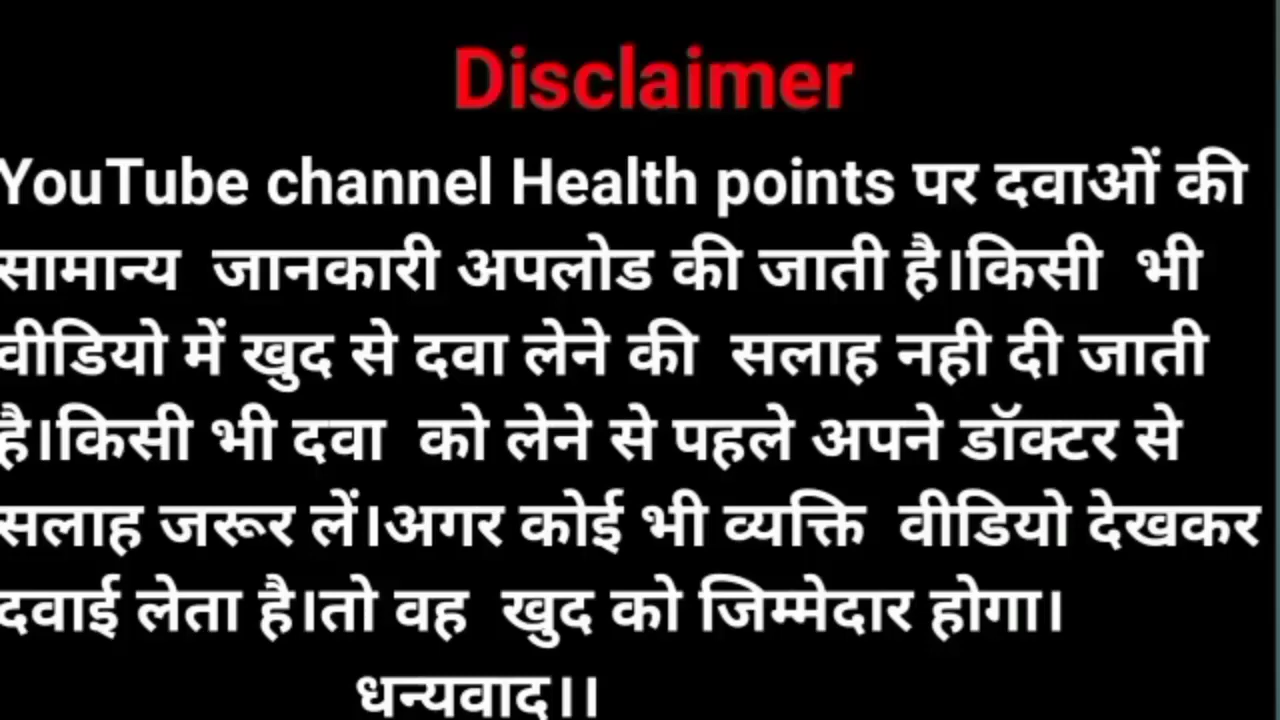 Disclaimer
YouTube channel Health points पर दवाओं की
सामान्य जानकारी अपलोड की जाती है।किसी भी
वीडियो में खुद से दवा लेने की सलाह नही दी जाती
है।किसी भी दवा को लेने से पहले अपने डॉक्टर से
सलाह जरूर लें।अगर कोई भी व्यक्ति वीडियो देखकर
दवाई लेता है।तो वह खुद को जिम्मेदार होगा।
धन्यवाद।।